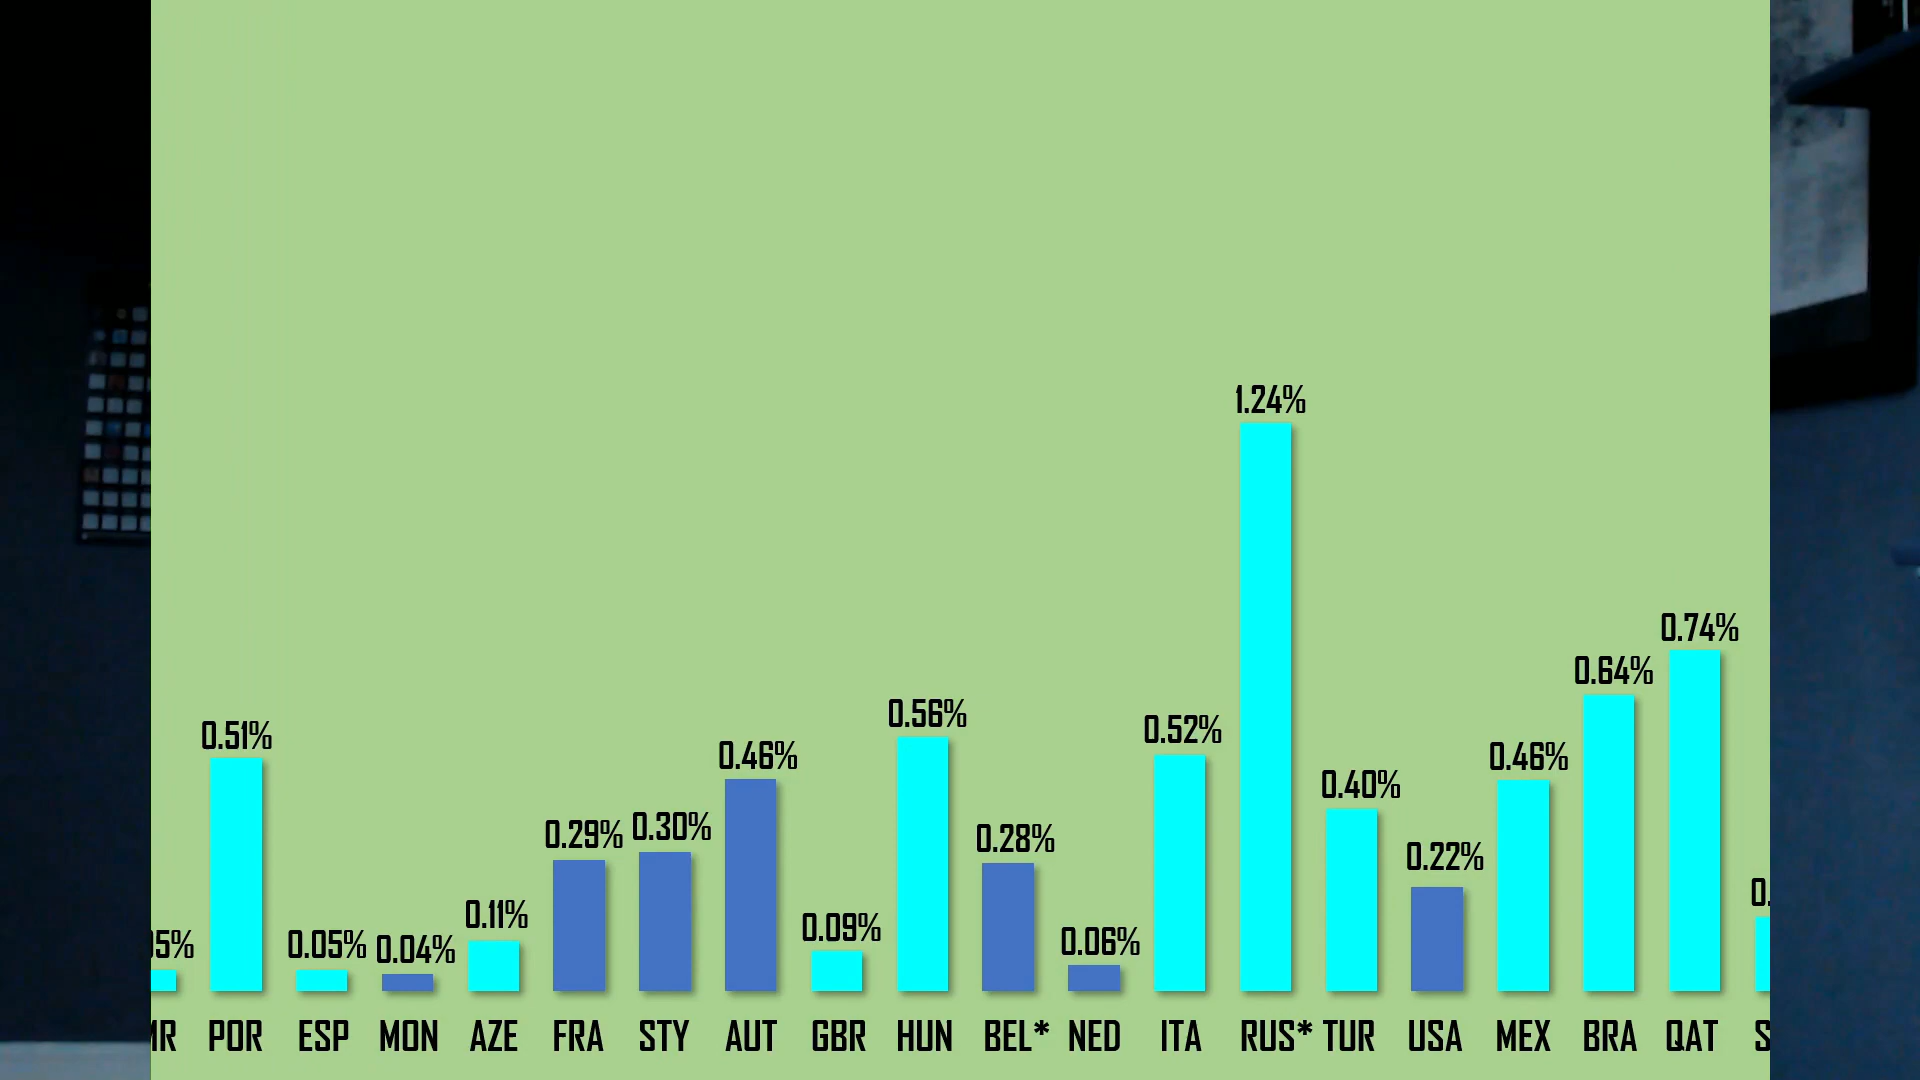 1.24%
0.74%
0.64%
0.56%
0.51% 0.52%
0.46% 0.46%
0.40%
0.29% 0.30% 0.28% 0.22%
0.11%
0.05% 0.04% 0.09% 0.06%
POR ESP MON AZE FRA STY AUT GBR HUN BEL* NED ITA RUS* TUR USA MEX BRA QAT